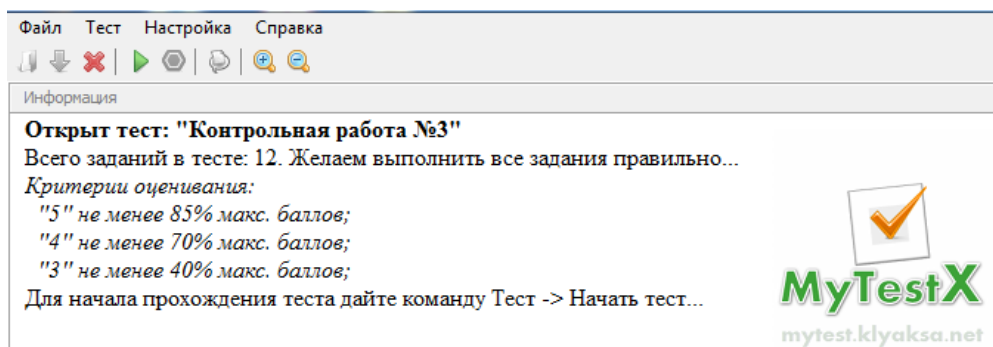 Файл Тест Настройка Справка
Информация
Открыт тест: "Контрольная работа №3"
Всего заданий в тесте: 12. Желаем выполнить все задания правильно...
Критерии оценивания:
"5" не менее 85% макс. баллов;
"4" не менее 70% макс. баллов;
"3" не менее 40% макс. баллов;
Для начала прохождения теста дайте команду Тест -> Начать тест...
MyTestX
mytest.klyaksa.net